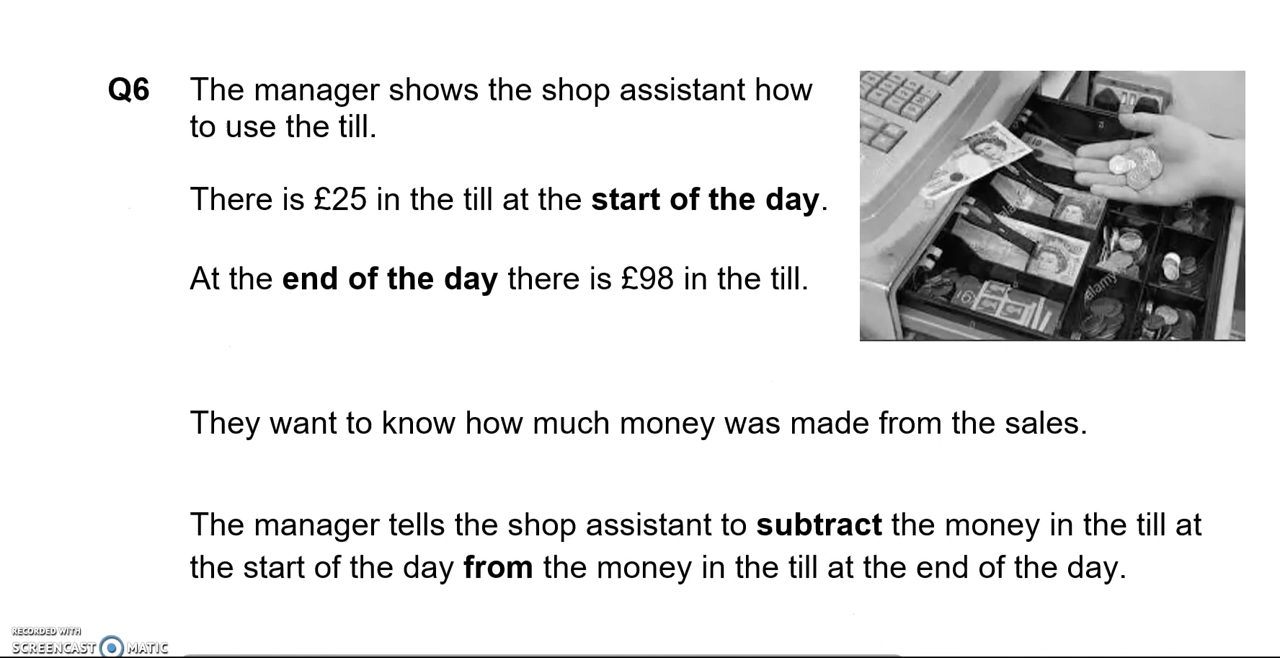 Q6 The manager shows the shop assistant how
to use the till.
There is £25 in the till at the start of the day.
At the end of the day there is £98 in the till.
They want to know how much money was made from the sales.
The manager tells the shop assistant to subtract the money in the till at
the start of the day from the money in the till at the end of the day.
alamy
RECORDED WITH
SCREENCAST MATIC